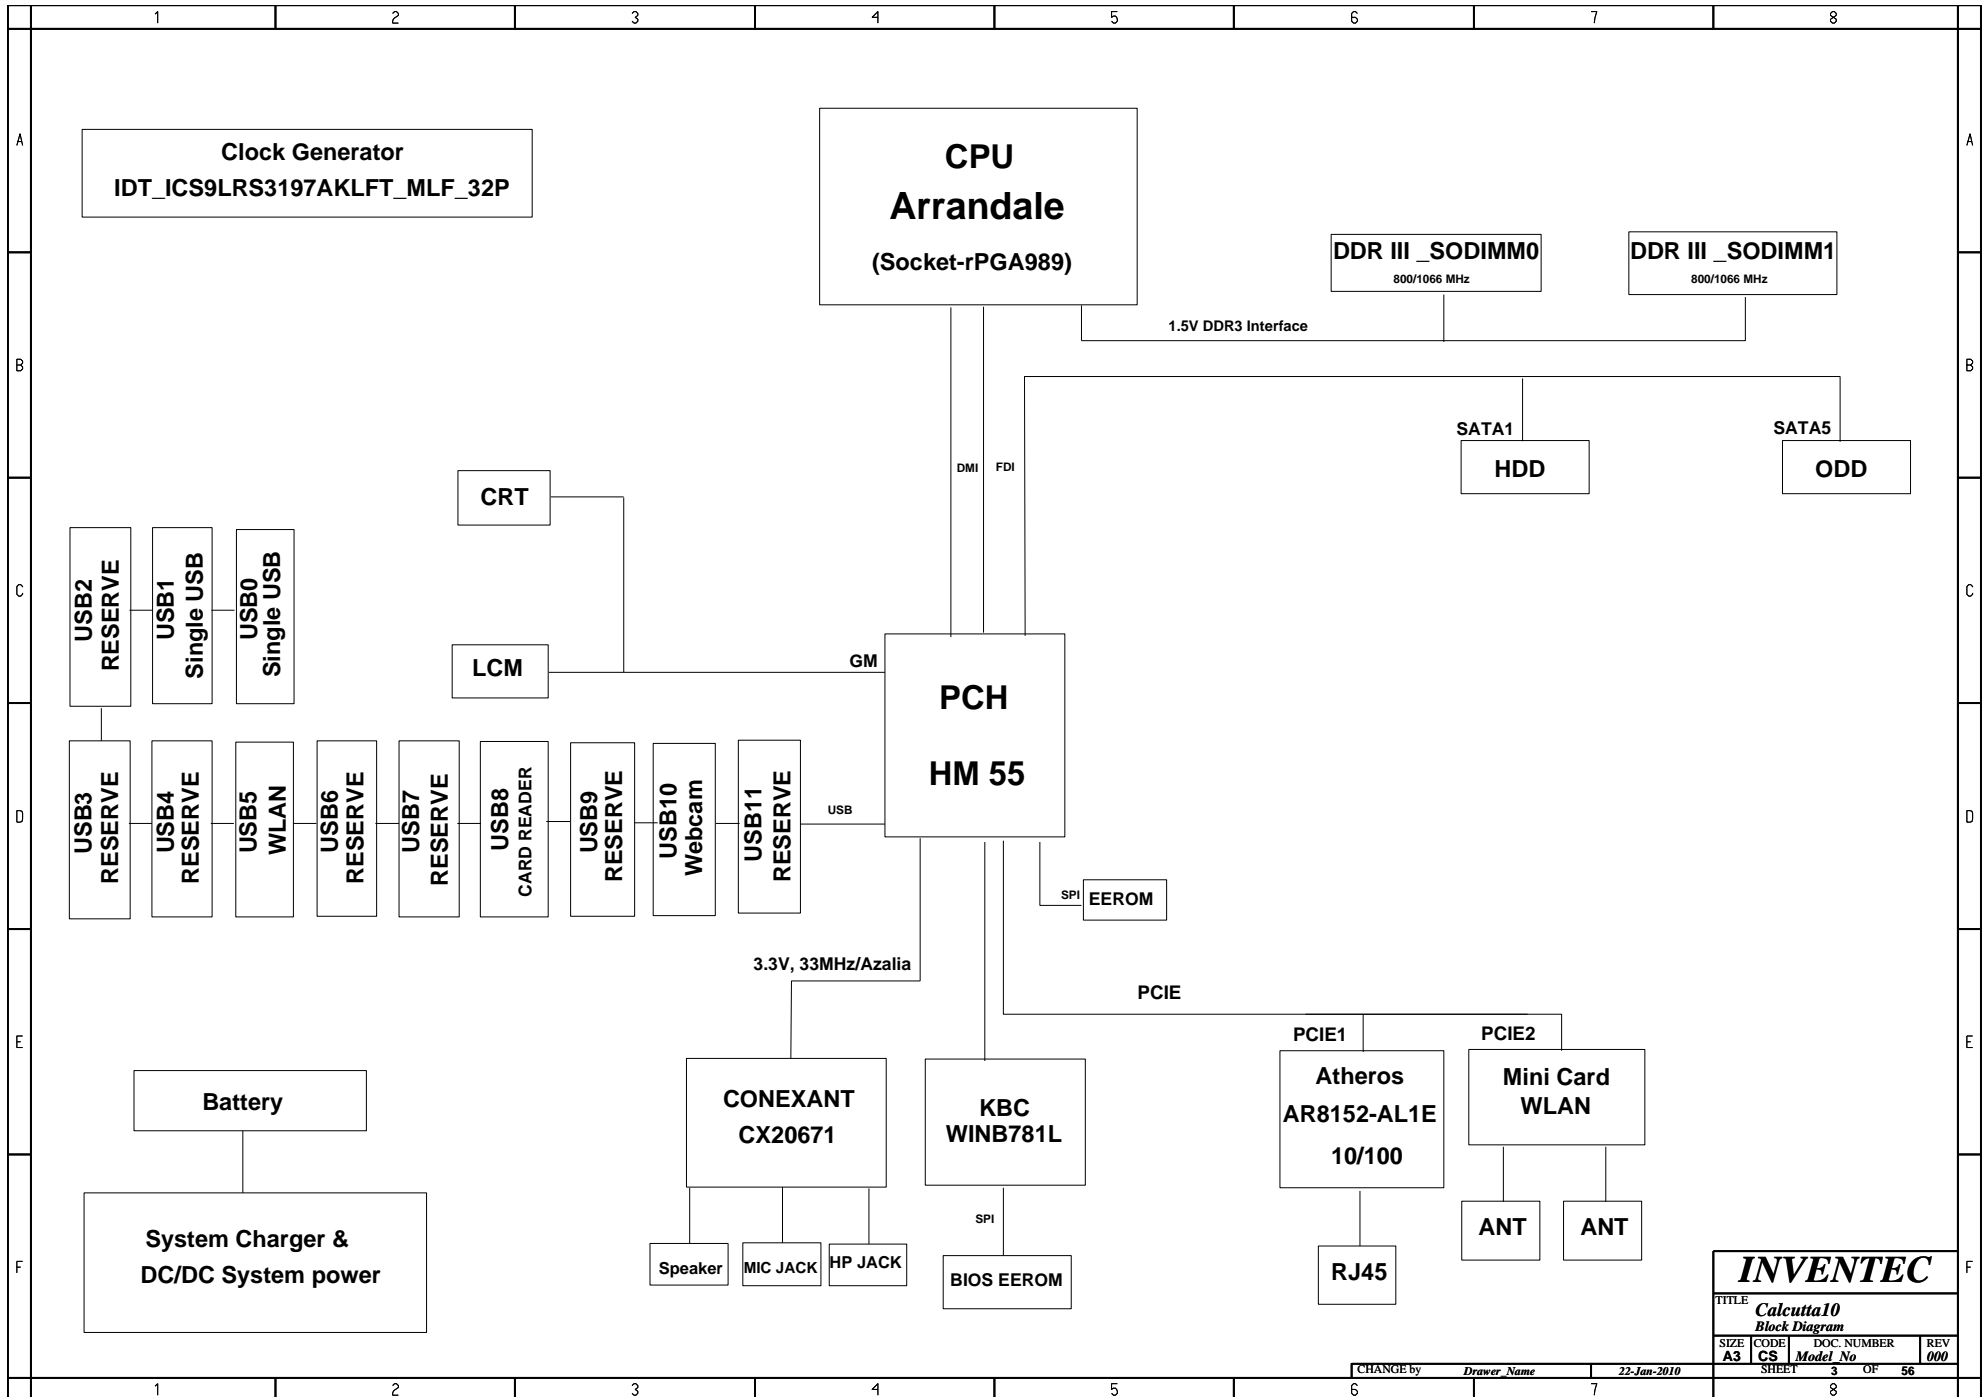 1 2 3 4 5 6 7 8
A A
B B
C C
D D
E E
F F
Clock Generator
IDT_ICS9LRS3197AKLFT_MLF_32P
CPU
Arrandale
(Socket-rPGA989)
DDR III _SODIMM0
800/1066 MHz
DDR III _SODIMM1
800/1066 MHz
1.5V DDR3 Interface
SATA1
HDD
SATA5
ODD
DMI
FDI
CRT
LCM
GM
USB2
RESERVE
USB1
Single USB
USB0
Single USB
PCH
HM 55
USB3
RESERVE
USB4
RESERVE
USB5
WLAN
USB6
RESERVE
USB7
RESERVE
USB8
CARD READER
USB9
RESERVE
USB10
Webcam
USB11
RESERVE
USB
SPI
EEROM
3.3V, 33MHz/Azalia
PCIE
PCIE1
PCIE2
Battery
System Charger &
DC/DC System power
CONEXANT
CX20671
KBC
WINB781L
Atheros
AR8152-AL1E
10/100
Mini Card
WLAN
SPI
Speaker
MIC JACK
HP JACK
BIOS EEROM
RJ45
ANT
ANT
INVENTEC
TITLE
Calcutta10
Block Diagram
SIZE CODE DOC. NUMBER REV
A3 CS Model_No 000
CHANGE by Drawer_Name 22-Jan-2010 SHEET 3 OF 56
1 2 3 4 5 6 7 8